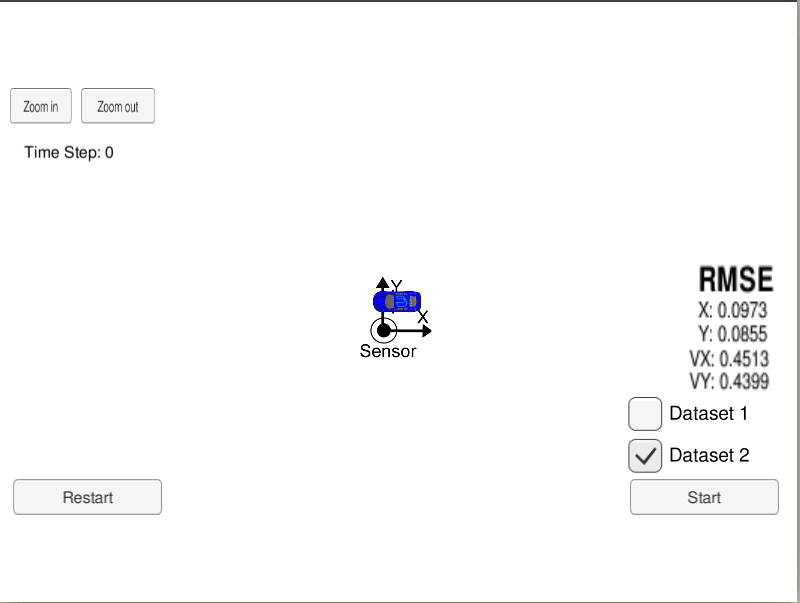 Zoom in
Zoom out
Time Step: 0
Y
X
Sensor
RMSE
X: 0.0973
Y: 0.0855
VX: 0.4513
VY: 0.4399
Dataset 1
Dataset 2
Restart
Start